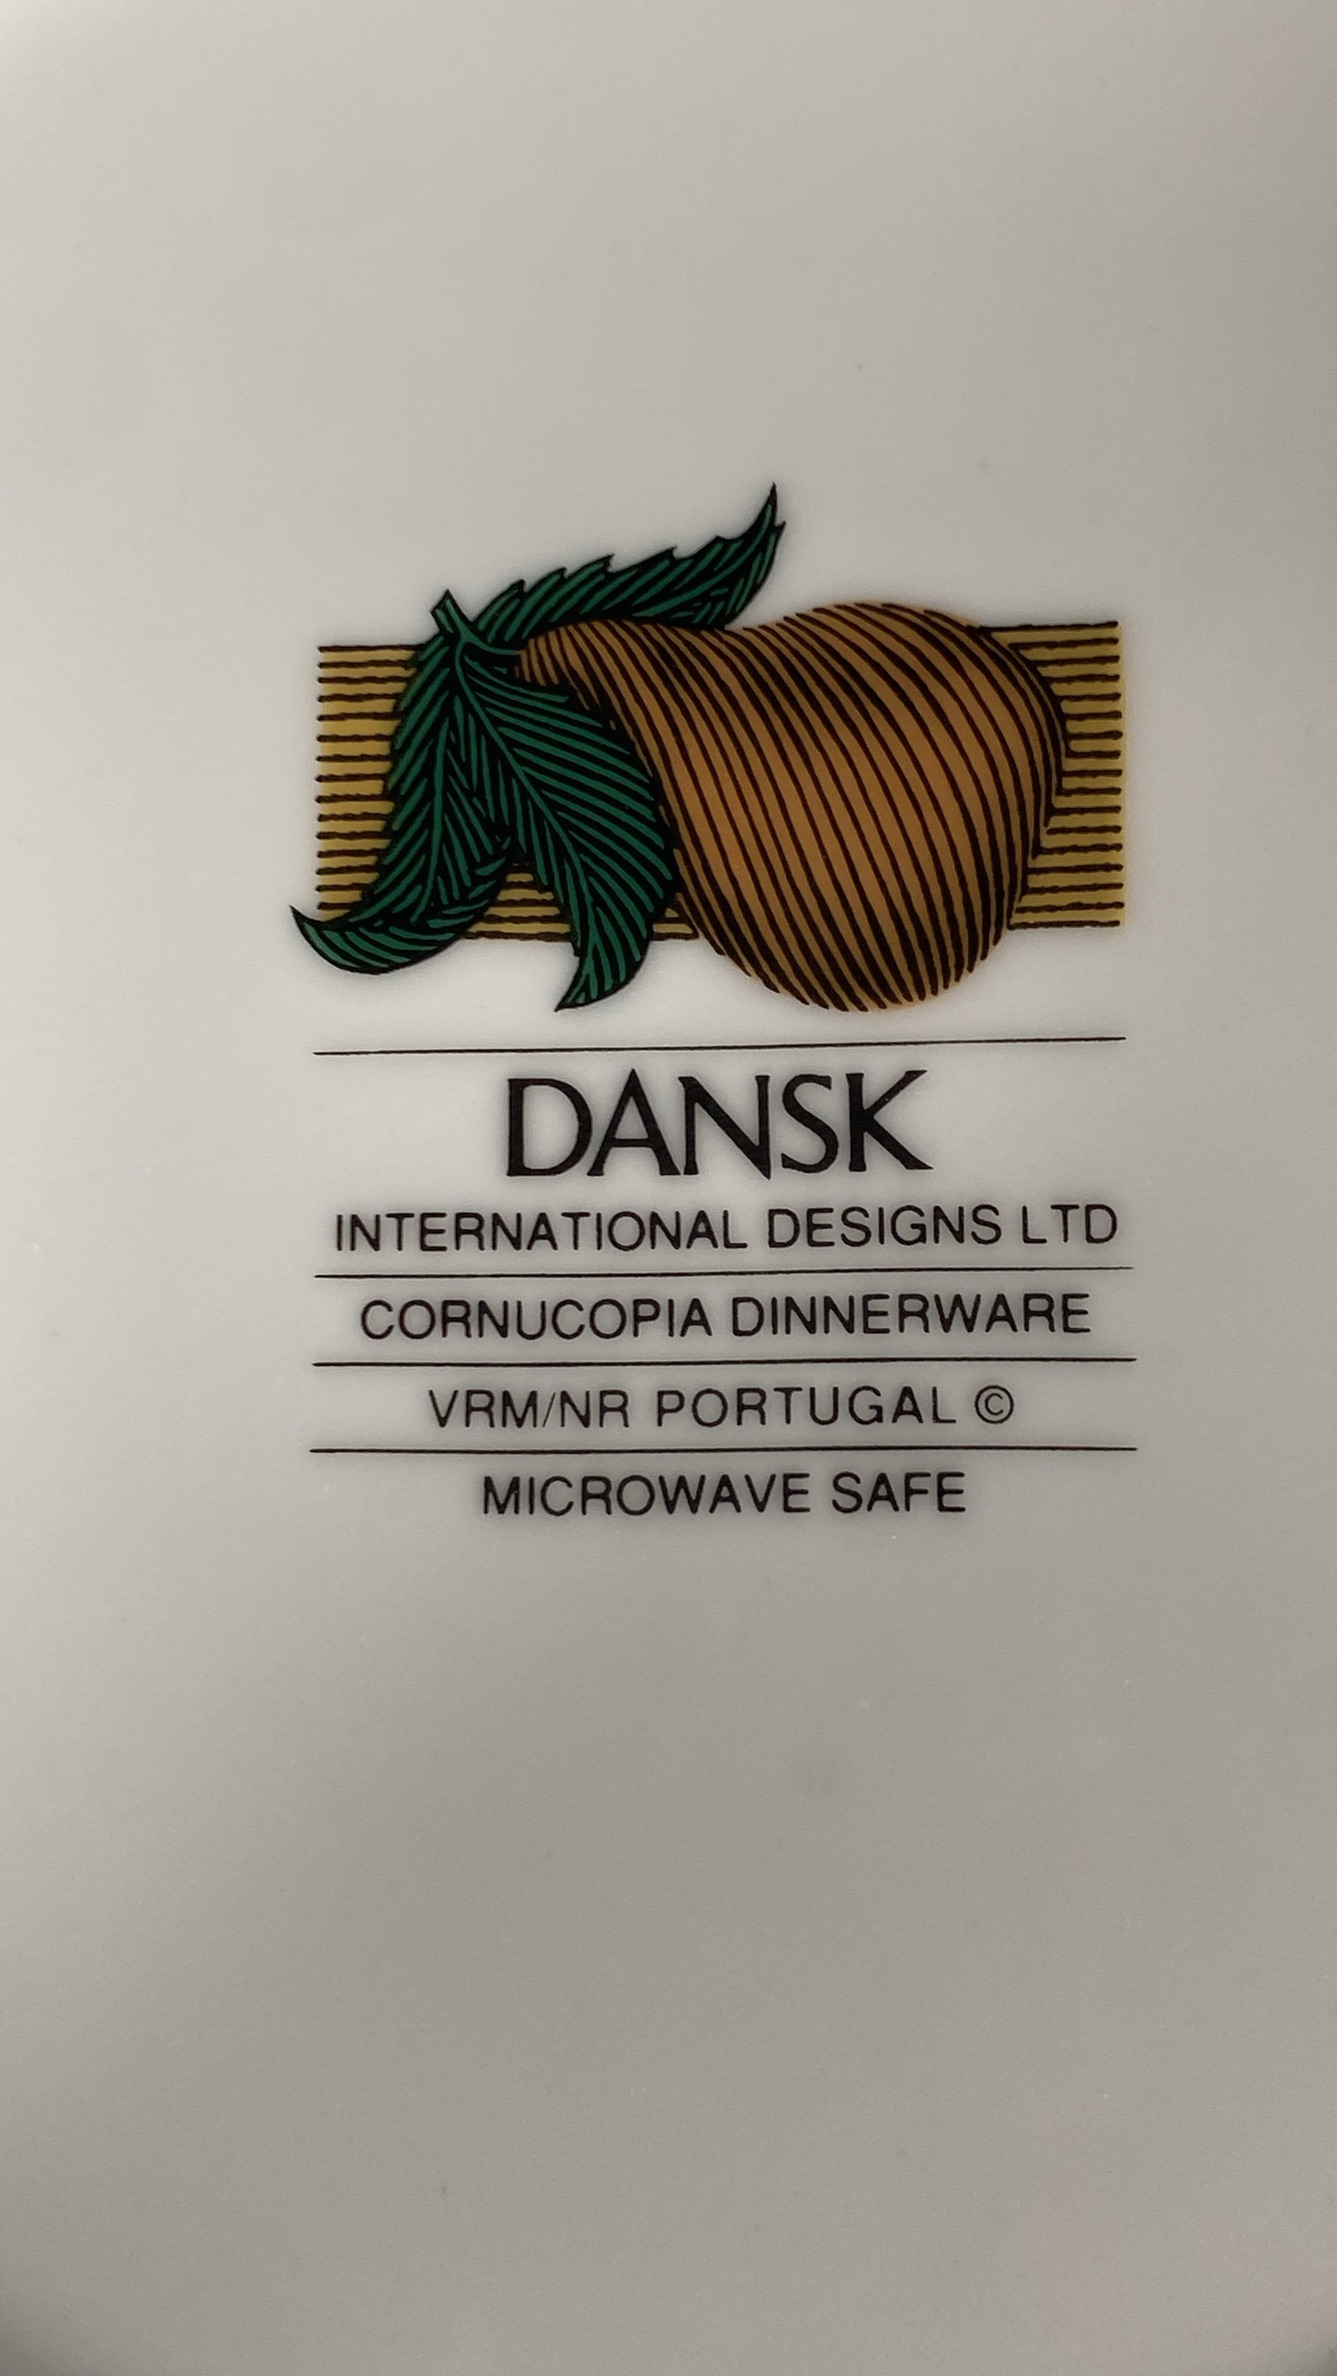 DANSK
INTERNATIONAL DESIGNS LTD
CORNUCOPIA DINNERWARE
VRM/NR PORTUGAL ©
MICROWAVE SAFE